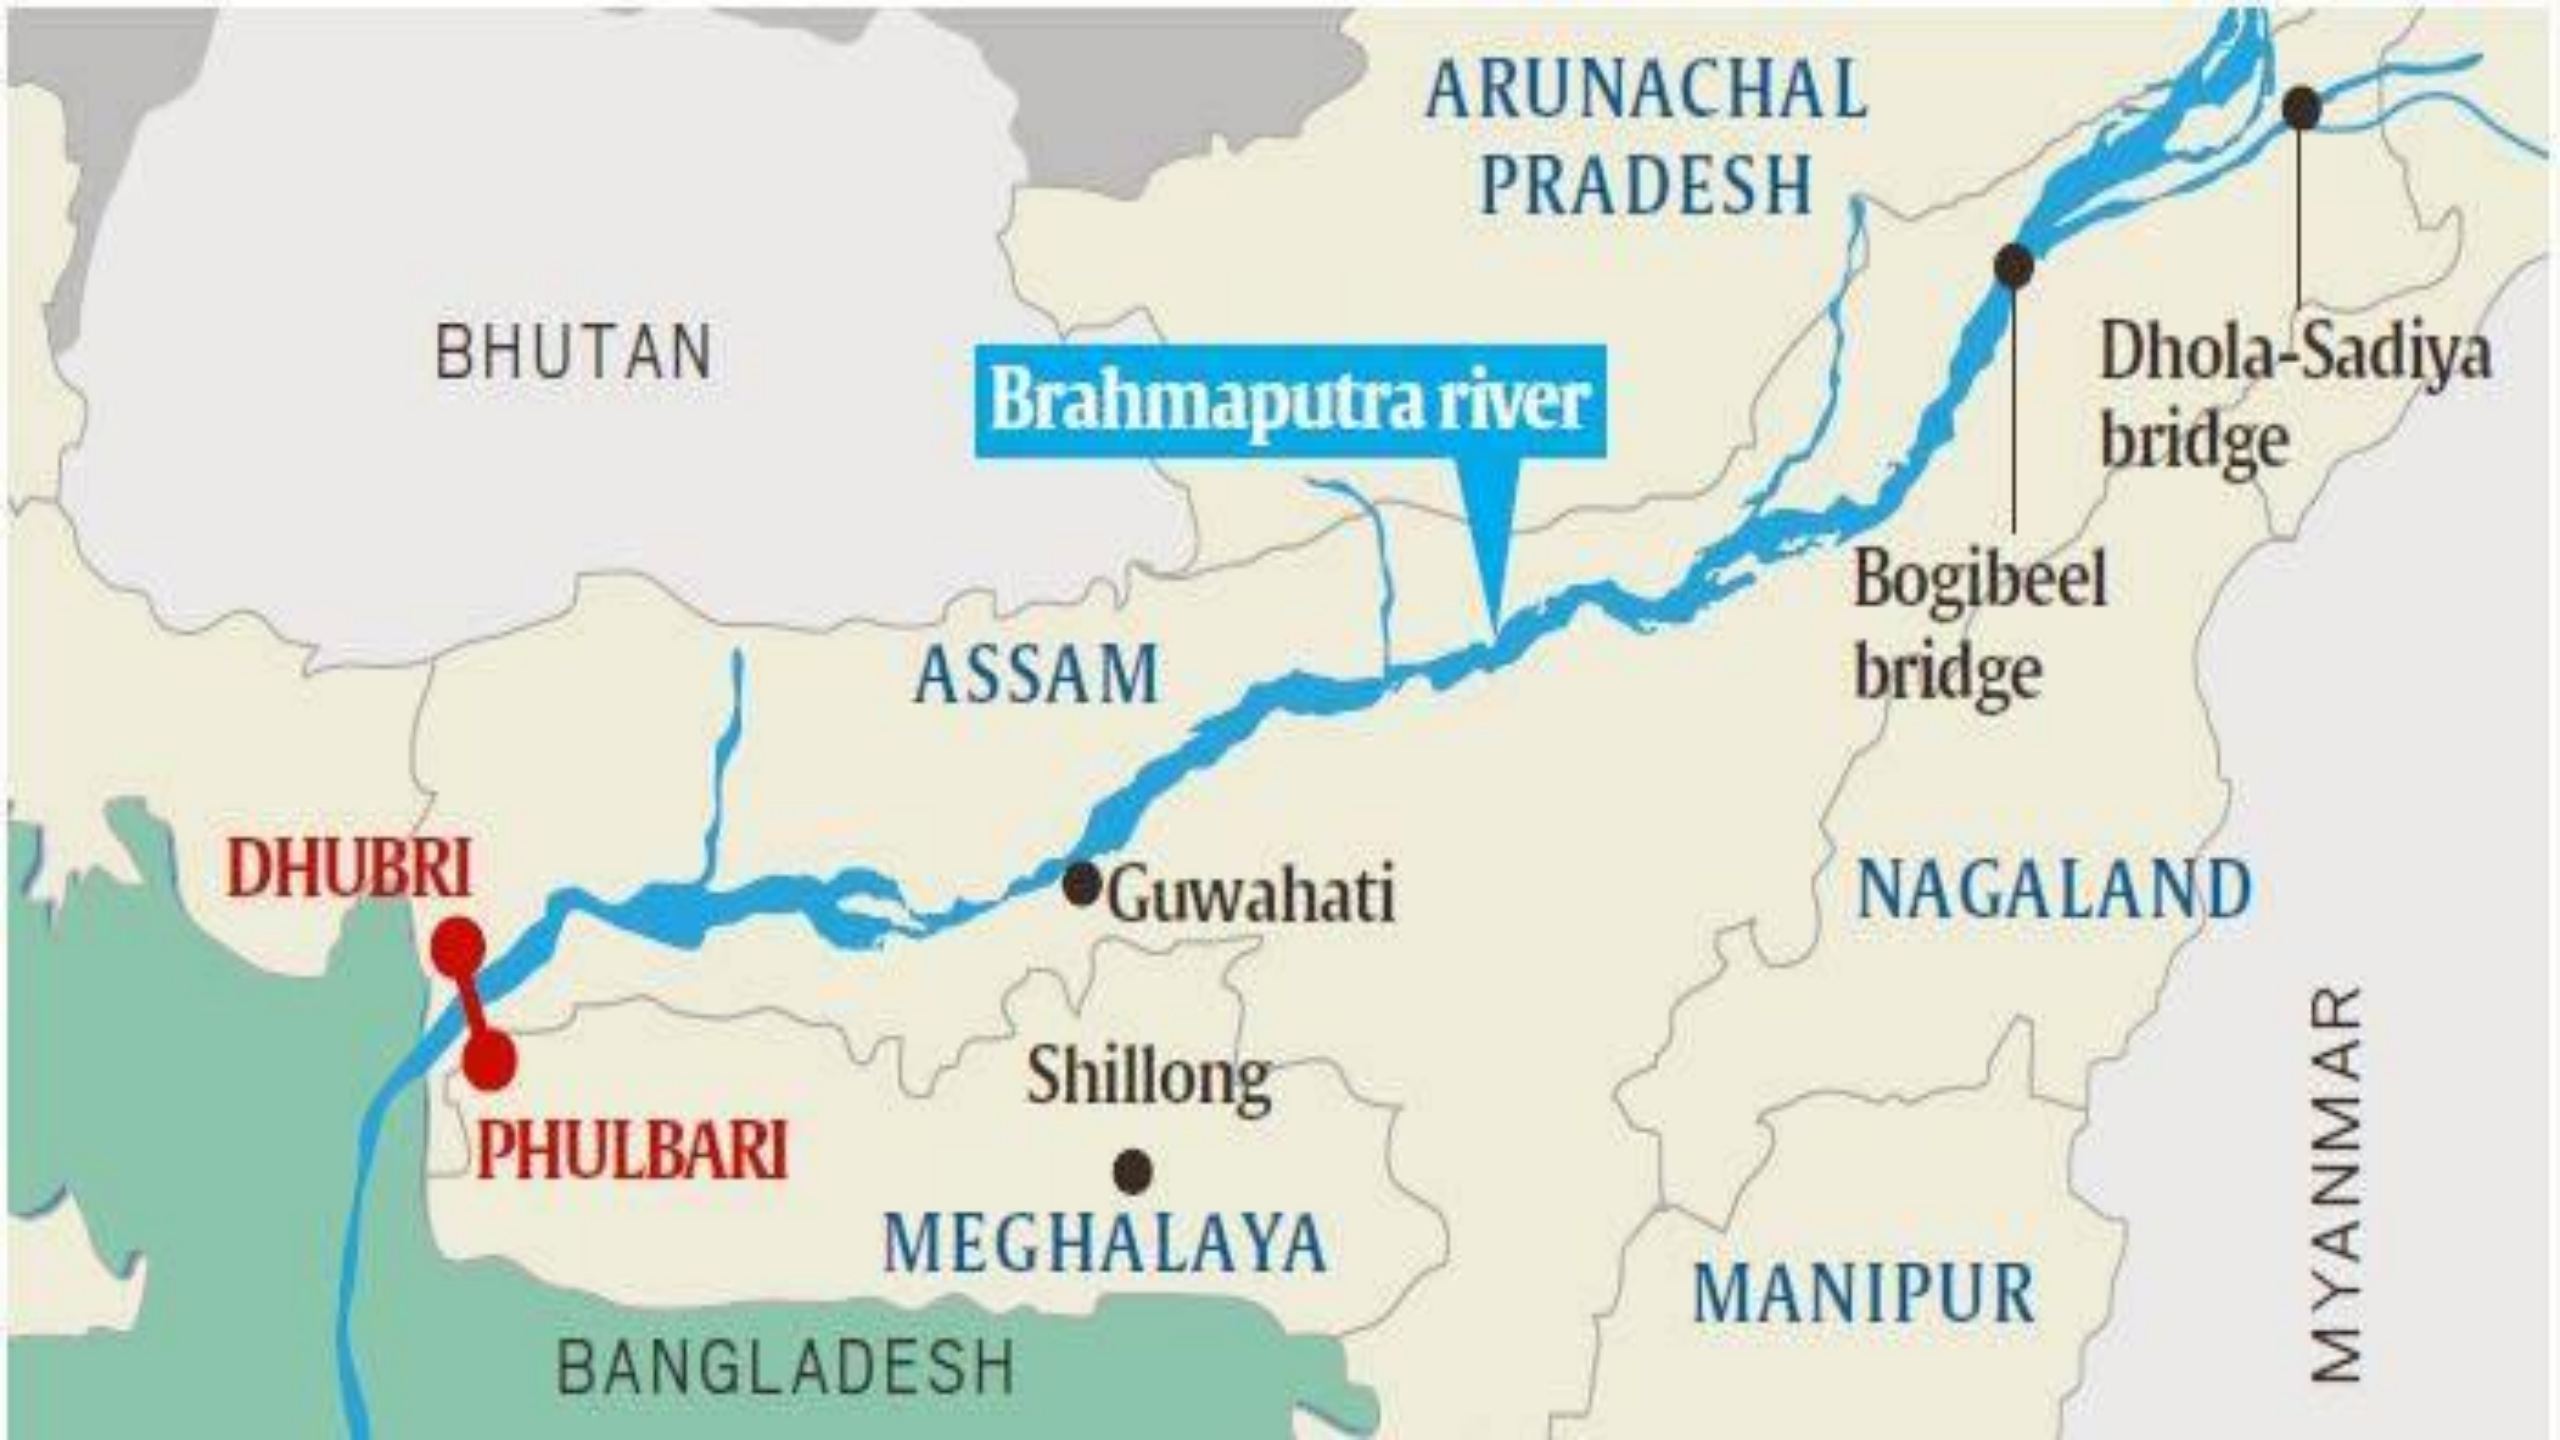 ARUNACHAL
PRADESH
BHUTAN
Brahmaputra river
Dhola-Sadiya
bridge
Bogibeel
bridge
ASSAM
DHUBRI
Guwahati
NAGALAND
Shillong
PHULBARI
MEGHALAYA
MANIPUR
MYANMAR
BANGLADESH